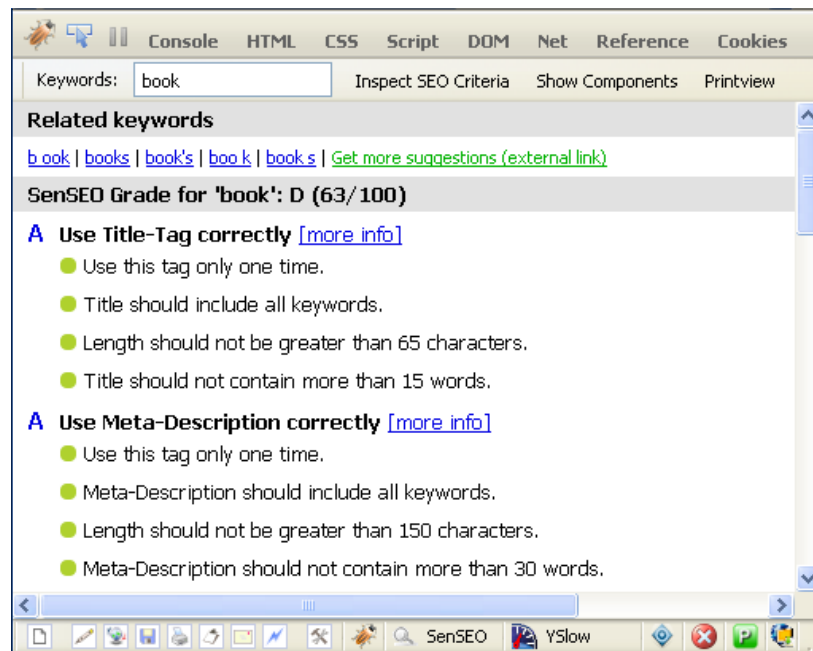 Console HTML CSS Script DOM Net Reference Cookies
Keywords: book Inspect SEO Criteria Show Components Printview
Related keywords
b ook | books | book's | boo k | book s | Get more suggestions (external link)
SenSEO Grade for 'book': D (63/100)
A Use Title-Tag correctly [more info]
Use this tag only one time.
Title should include all keywords.
Length should not be greater than 65 characters.
Title should not contain more than 15 words.
A Use Meta-Description correctly [more info]
Use this tag only one time.
Meta-Description should include all keywords.
Length should not be greater than 150 characters.
Meta-Description should not contain more than 30 words.
SenSEO YSlow P